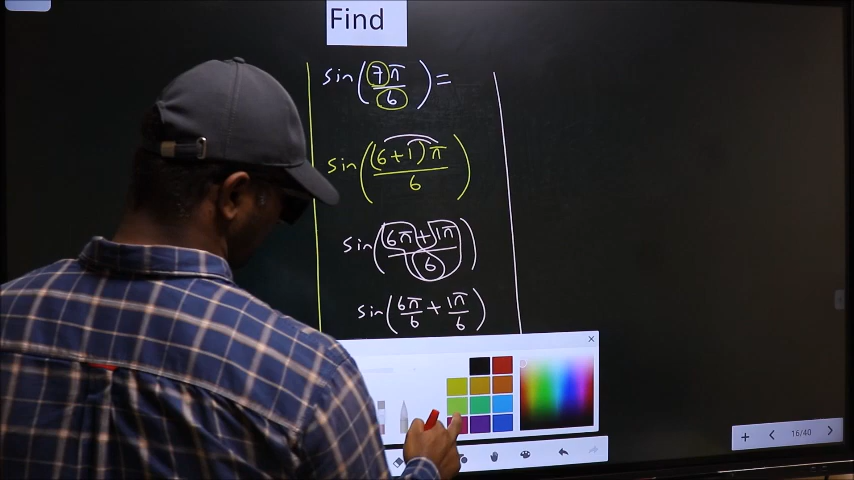 Find
sin(7π/6) =
sin((6+1)π/6)
sin((6π+1π)/6)
sin(6π/6 + 1π/6)
16/40